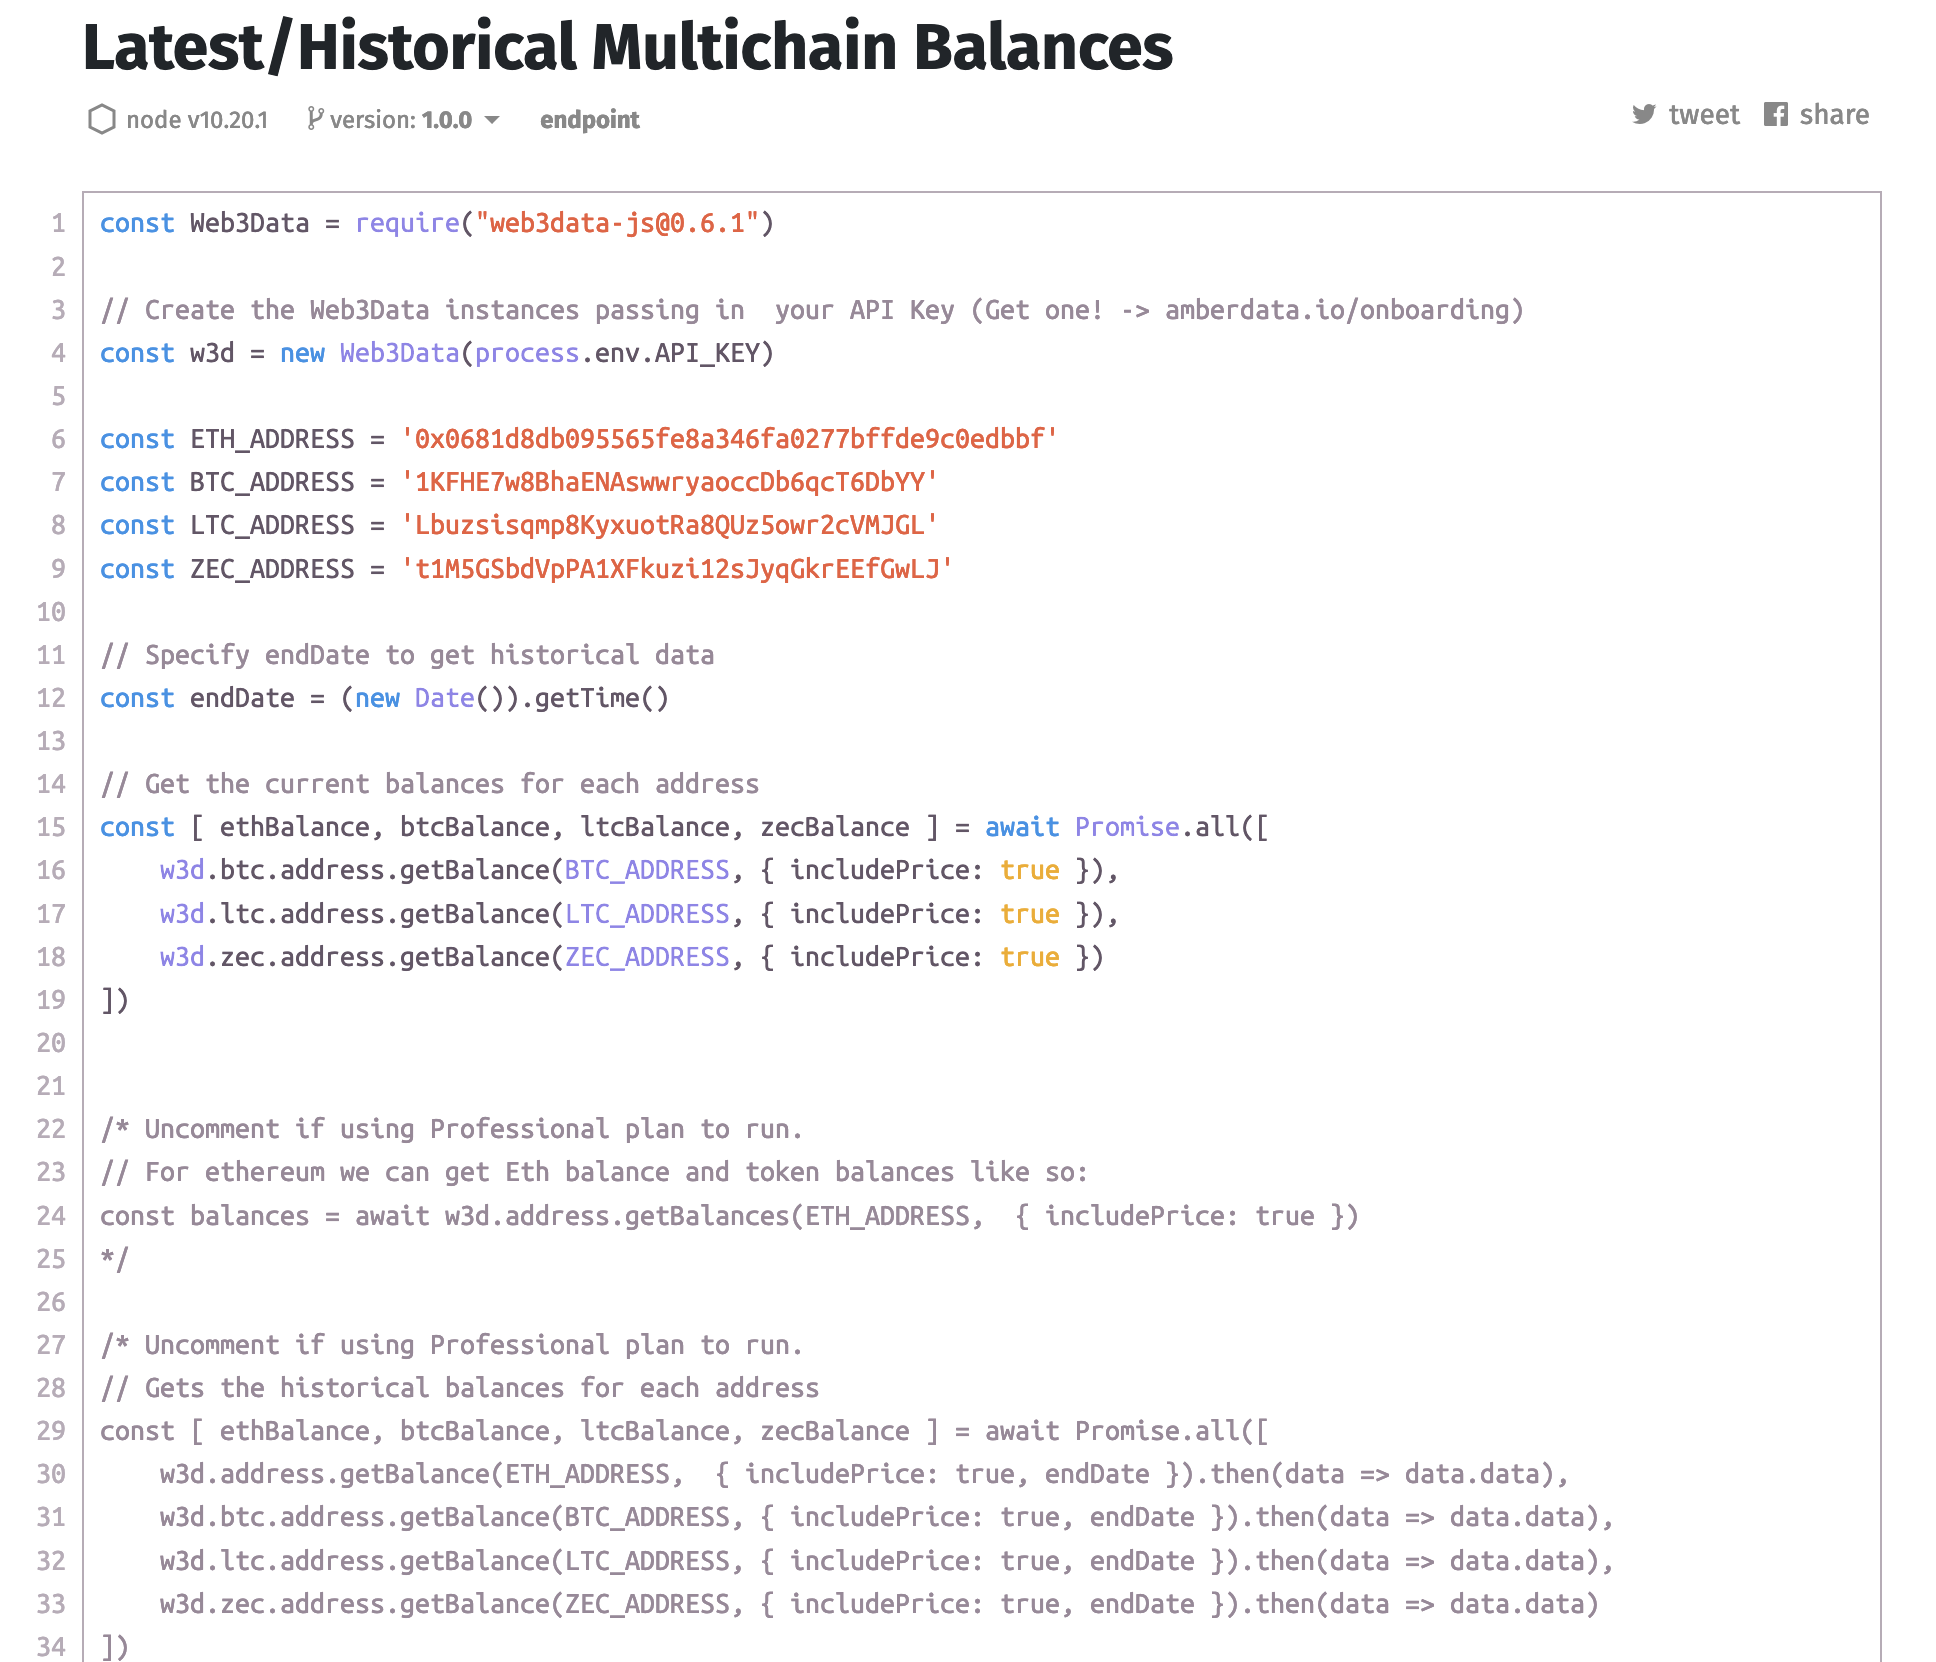 Latest/Historical Multichain Balances
node v10.20.1 version: 1.0.0 endpoint tweet share
1 const Web3Data = require("web3data-js@0.6.1")
2
3 // Create the Web3Data instances passing in  your API Key (Get one! -> amberdata.io/onboarding)
4 const w3d = new Web3Data(process.env.API_KEY)
5
6 const ETH_ADDRESS = '0x0681d8db095565fe8a346fa0277bffde9c0edbbf'
7 const BTC_ADDRESS = '1KFHE7w8BhaENAswwryaoccDb6qcT6DbYY'
8 const LTC_ADDRESS = 'Lbuzsisqmp8KyxuotRa8QUz5owr2cVMJGL'
9 const ZEC_ADDRESS = 't1M5GSbdVpPA1XFkuzi12sJyqGkrEEfGwLJ'
10
11 // Specify endDate to get historical data
12 const endDate = (new Date()).getTime()
13
14 // Get the current balances for each address
15 const [ ethBalance, btcBalance, ltcBalance, zecBalance ] = await Promise.all([
16     w3d.btc.address.getBalance(BTC_ADDRESS, { includePrice: true }),
17     w3d.ltc.address.getBalance(LTC_ADDRESS, { includePrice: true }),
18     w3d.zec.address.getBalance(ZEC_ADDRESS, { includePrice: true })
19 ])
20
21
22 /* Uncomment if using Professional plan to run.
23 // For ethereum we can get Eth balance and token balances like so:
24 const balances = await w3d.address.getBalances(ETH_ADDRESS,  { includePrice: true })
25 */
26
27 /* Uncomment if using Professional plan to run.
28 // Gets the historical balances for each address
29 const [ ethBalance, btcBalance, ltcBalance, zecBalance ] = await Promise.all([
30     w3d.address.getBalance(ETH_ADDRESS,  { includePrice: true, endDate }).then(data => data.data),
31     w3d.btc.address.getBalance(BTC_ADDRESS, { includePrice: true, endDate }).then(data => data.data),
32     w3d.ltc.address.getBalance(LTC_ADDRESS, { includePrice: true, endDate }).then(data => data.data),
33     w3d.zec.address.getBalance(ZEC_ADDRESS, { includePrice: true, endDate }).then(data => data.data)
34 ])